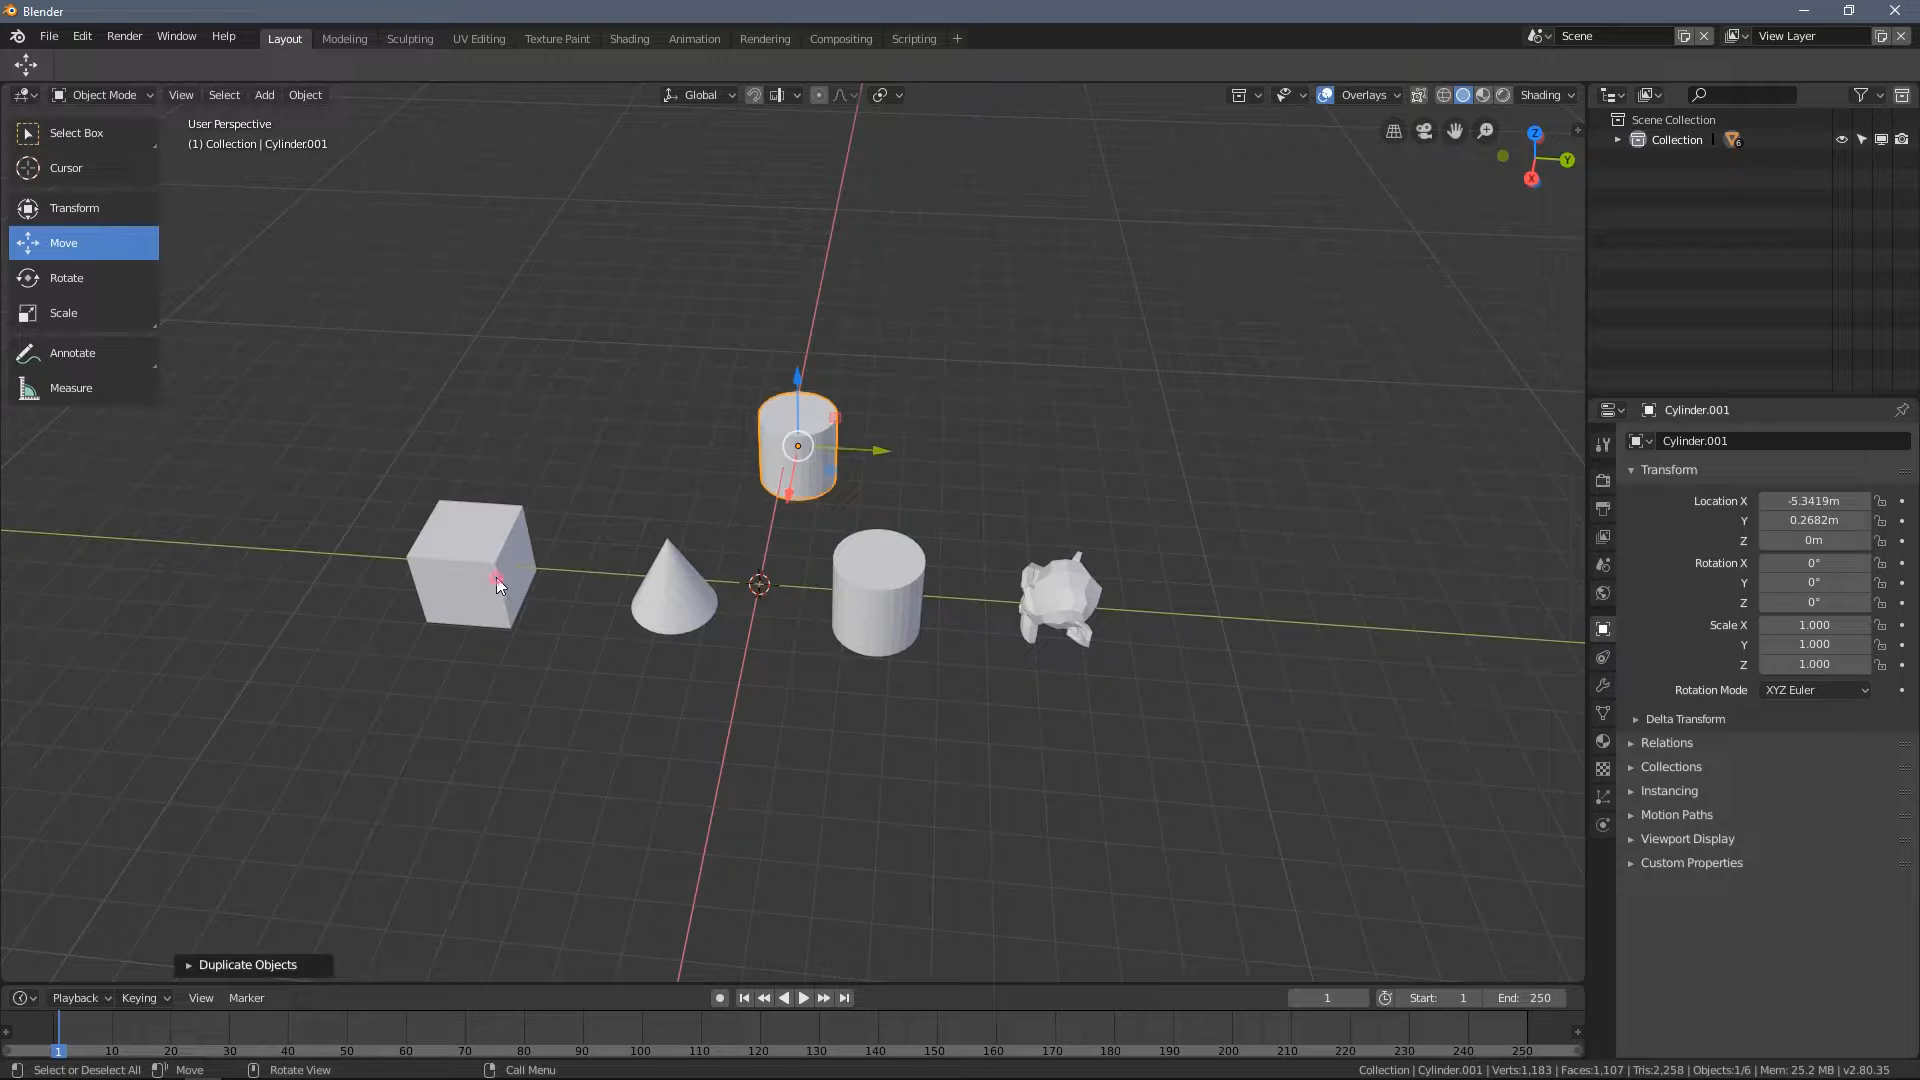 Blender
File Edit Render Window Help Layout Modeling Sculpting UV Editing Texture Paint Shading Animation Rendering Compositing Scripting + Scene View Layer
Object Mode View Select Add Object Global Overlays Shading
Select Box
Cursor
Transform
Move
Rotate
Scale
Annotate
Measure
User Perspective
(1) Collection | Cylinder.001
Z
Y
X
Scene Collection
Collection 6
Cylinder.001
Cylinder.001
Transform
Location X -5.3419m
Y 0.2682m
Z 0m
Rotation X 0°
Y 0°
Z 0°
Scale X 1.000
Y 1.000
Z 1.000
Rotation Mode XYZ Euler
Delta Transform
Relations
Collections
Instancing
Motion Paths
Viewport Display
Custom Properties
Duplicate Objects
Playback Keying View Marker 1 Start: 1 End: 250
1 10 20 30 40 50 60 70 80 90 100 110 120 130 140 150 160 170 180 190 200 210 220 230 240 250
Select or Deselect All Move Rotate View Call Menu Collection | Cylinder.001 | Verts:1,183 | Faces:1,107 | Tris:2,258 | Objects:1/6 | Mem: 25.2 MB | v2.80.35